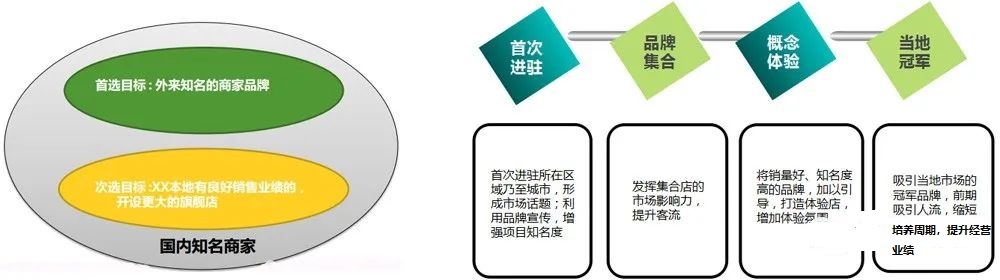 首选目标：外来知名的商家品牌
次选目标 :XX本地有良好销售业绩的，
开设更大的旗舰店
国内知名商家
首次
进驻
品牌
集合
概念
体验
当地
冠军
首次进驻所在区
域乃至城市，形
成市场话题；利
用品牌宣传，增
强项目知名度
发挥集合店的
市场影响力，
提升客流
将销量好、知名度
高的品牌，加以引
导，打造体验店，
增加体验氛围
吸引当地市场的
冠军品牌，前期
吸引人流，缩短
培养周期，提升经营
业绩